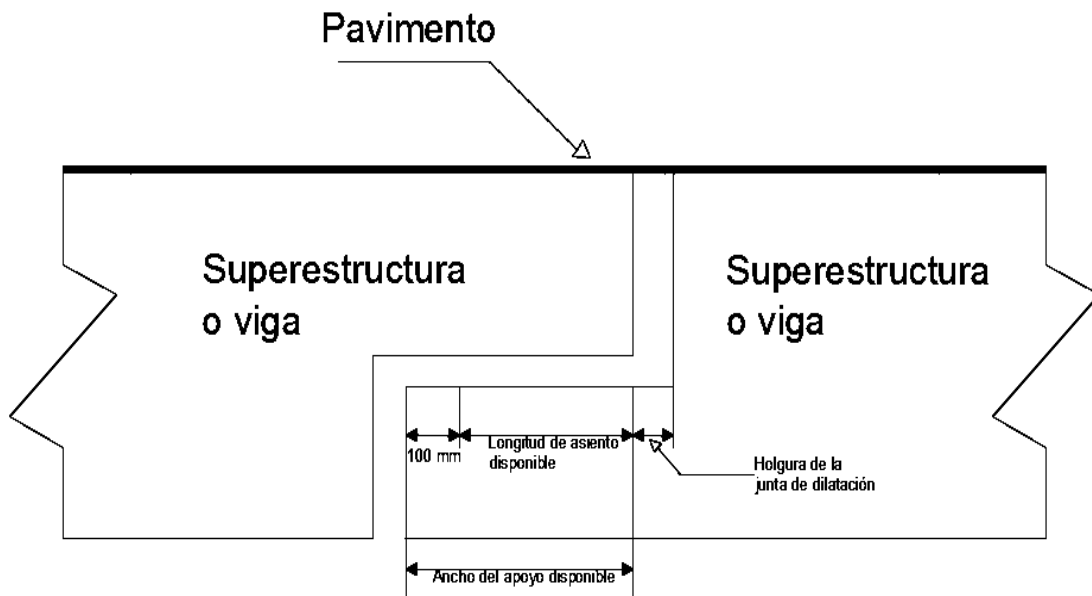 Pavimento
Superestructura
o viga
Superestructura
o viga
100 mm
Longitud de asiento
disponible
Holgura de la
junta de dilatación
Ancho del apoyo disponible